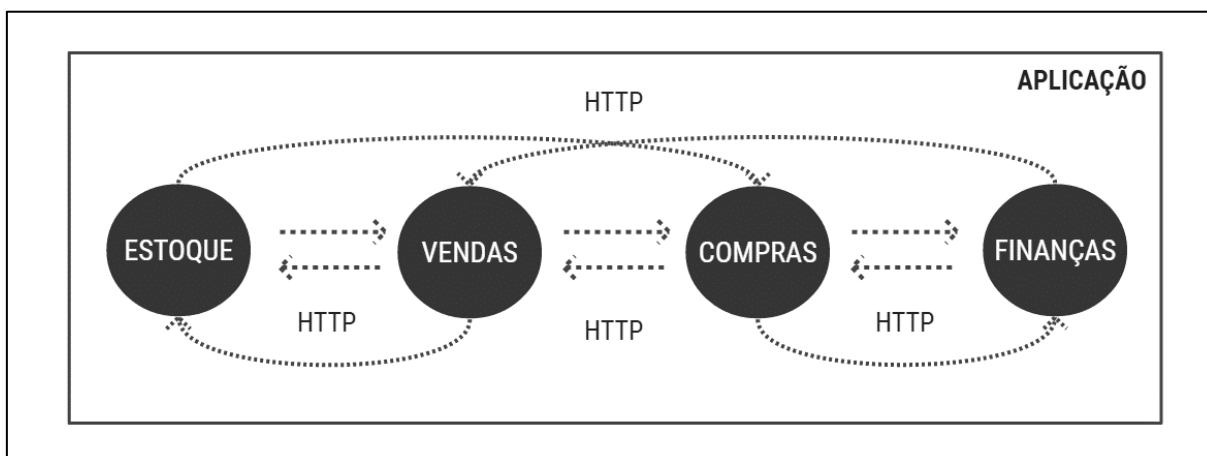 APLICAÇÃO
HTTP
ESTOQUE
VENDAS
COMPRAS
FINANÇAS
HTTP
HTTP
HTTP